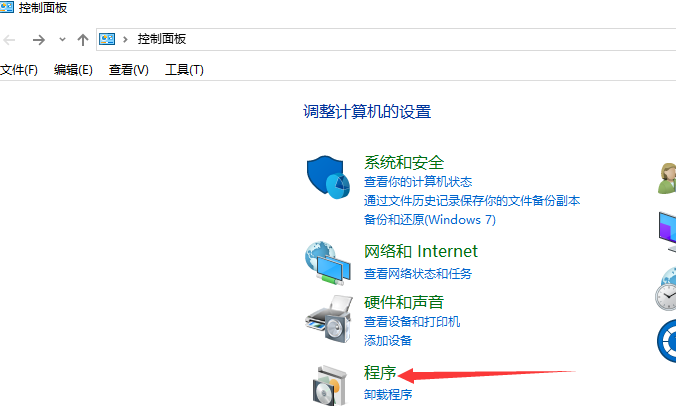 控制面板
控制面板
文件(F) 编辑(E) 查看(V) 工具(T)
调整计算机的设置
系统和安全
查看你的计算机状态
通过文件历史记录保存你的文件备份副本
备份和还原(Windows 7)
网络和 Internet
查看网络状态和任务
硬件和声音
查看设备和打印机
添加设备
程序
卸载程序